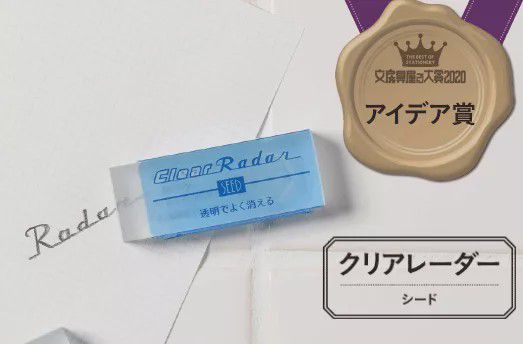 THE BEST OF STATIONERY
文房具屋さん大賞2020
アイデア賞
Clear Radar
SEED
透明でよく消える
Radar
クリアレーダー
シード